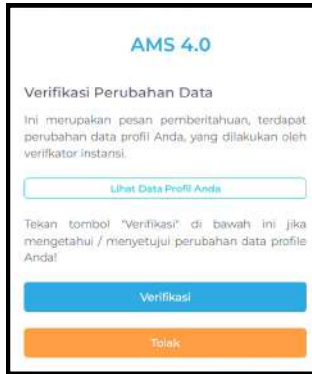 AMS 4.0
Verifikasi Perubahan Data
Ini merupakan pesan pemberitahuan, terdapat
perubahan data profil Anda, yang dilakukan oleh
verifkator instansi.
Lihat Data Profil Anda
Tekan tombol "Verifikasi" di bawah ini jika
mengetahui / menyetujui perubahan data profile
Anda!
Verifikasi
Tolak